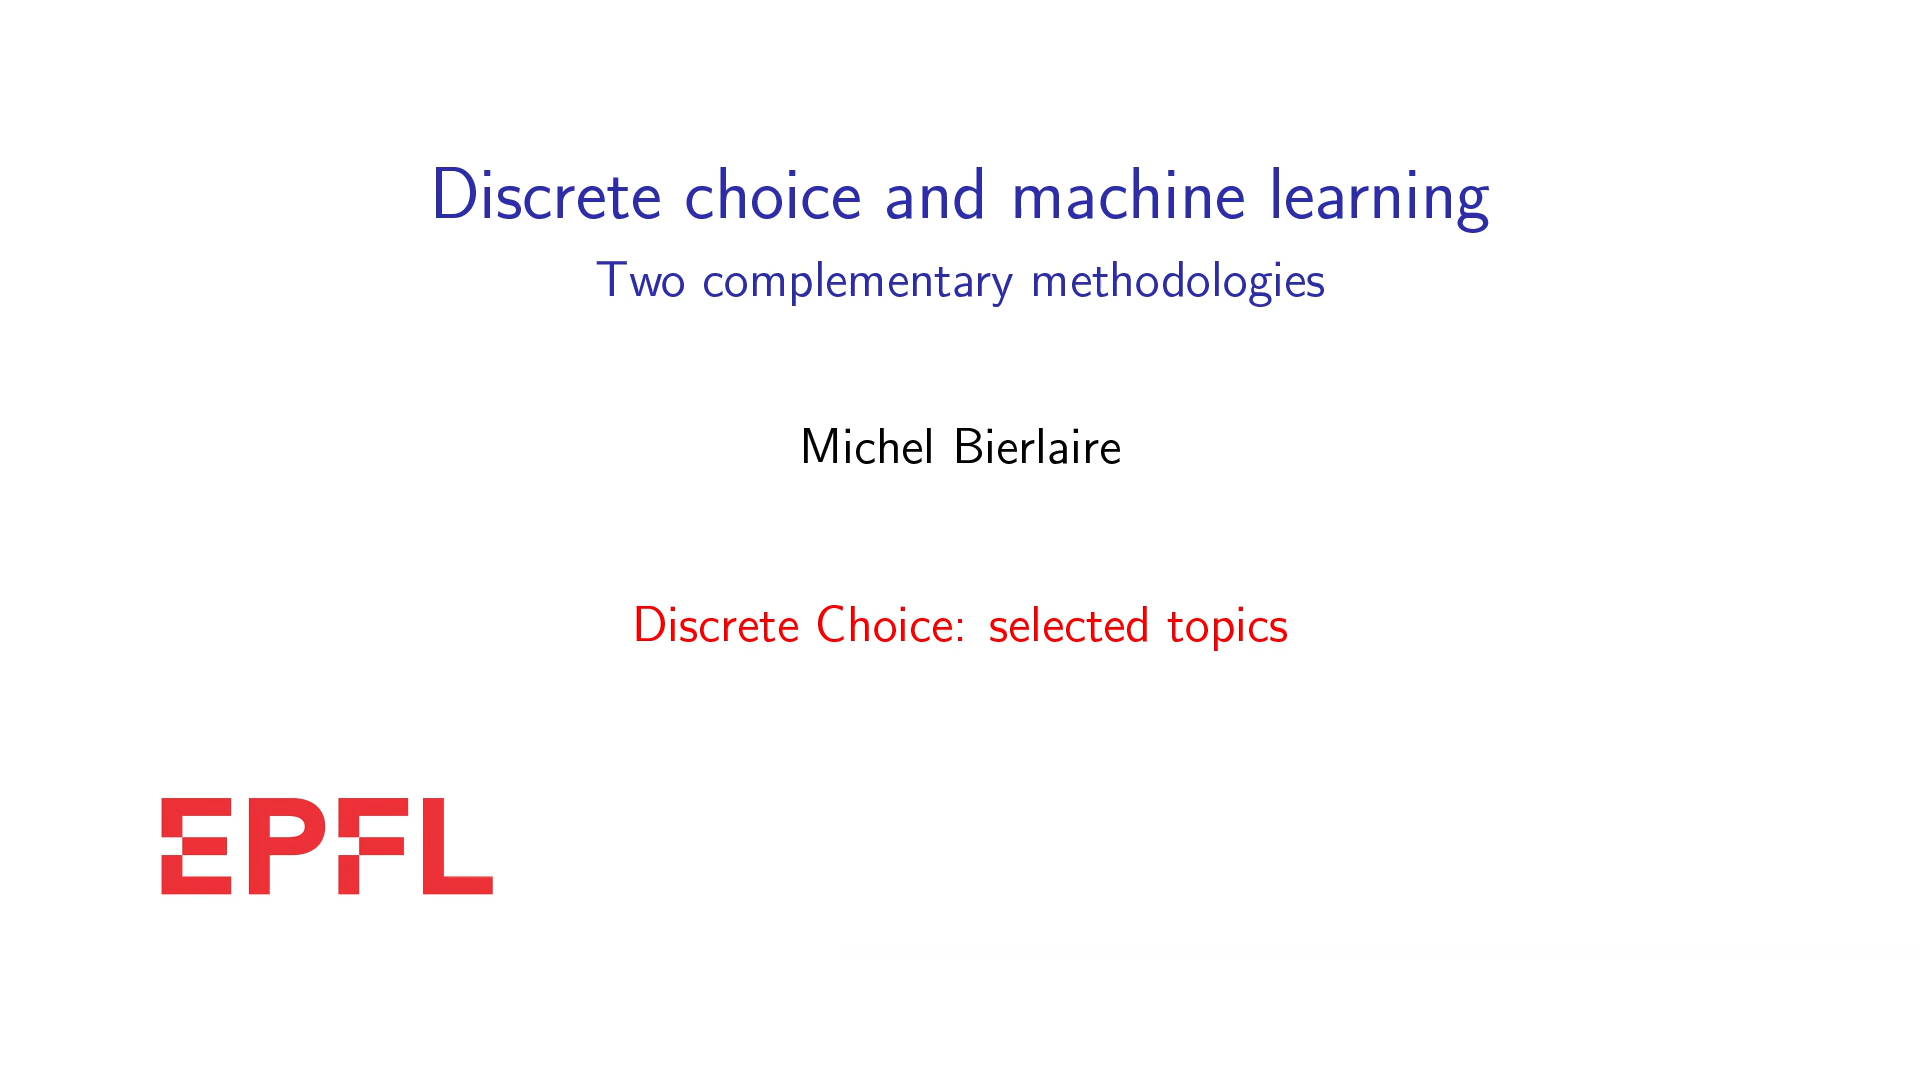 Discrete choice and machine learning
Two complementary methodologies
Michel Bierlaire
Discrete Choice: selected topics
EPFL